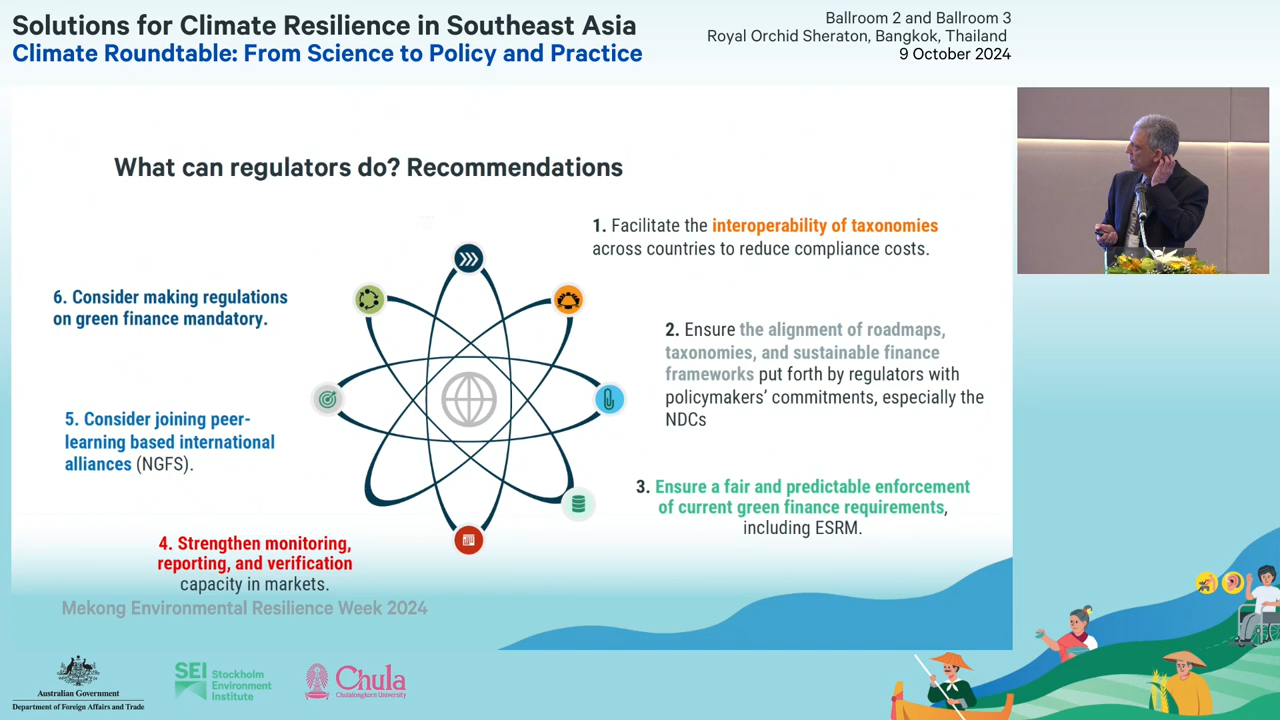 Solutions for Climate Resilience in Southeast Asia
Climate Roundtable: From Science to Policy and Practice
Ballroom 2 and Ballroom 3
Royal Orchid Sheraton, Bangkok, Thailand
9 October 2024
What can regulators do? Recommendations
1. Facilitate the interoperability of taxonomies
across countries to reduce compliance costs.
2. Ensure the alignment of roadmaps,
taxonomies, and sustainable finance
frameworks put forth by regulators with
policymakers' commitments, especially the
NDCs
3. Ensure a fair and predictable enforcement
of current green finance requirements,
including ESRM.
4. Strengthen monitoring,
reporting, and verification
capacity in markets.
5. Consider joining peer-
learning based international
alliances (NGFS).
6. Consider making regulations
on green finance mandatory.
Mekong Environmental Resilience Week 2024
Australian Government
Department of Foreign Affairs and Trade
SEI Stockholm
Environment
Institute
Chula
Chulalongkorn University